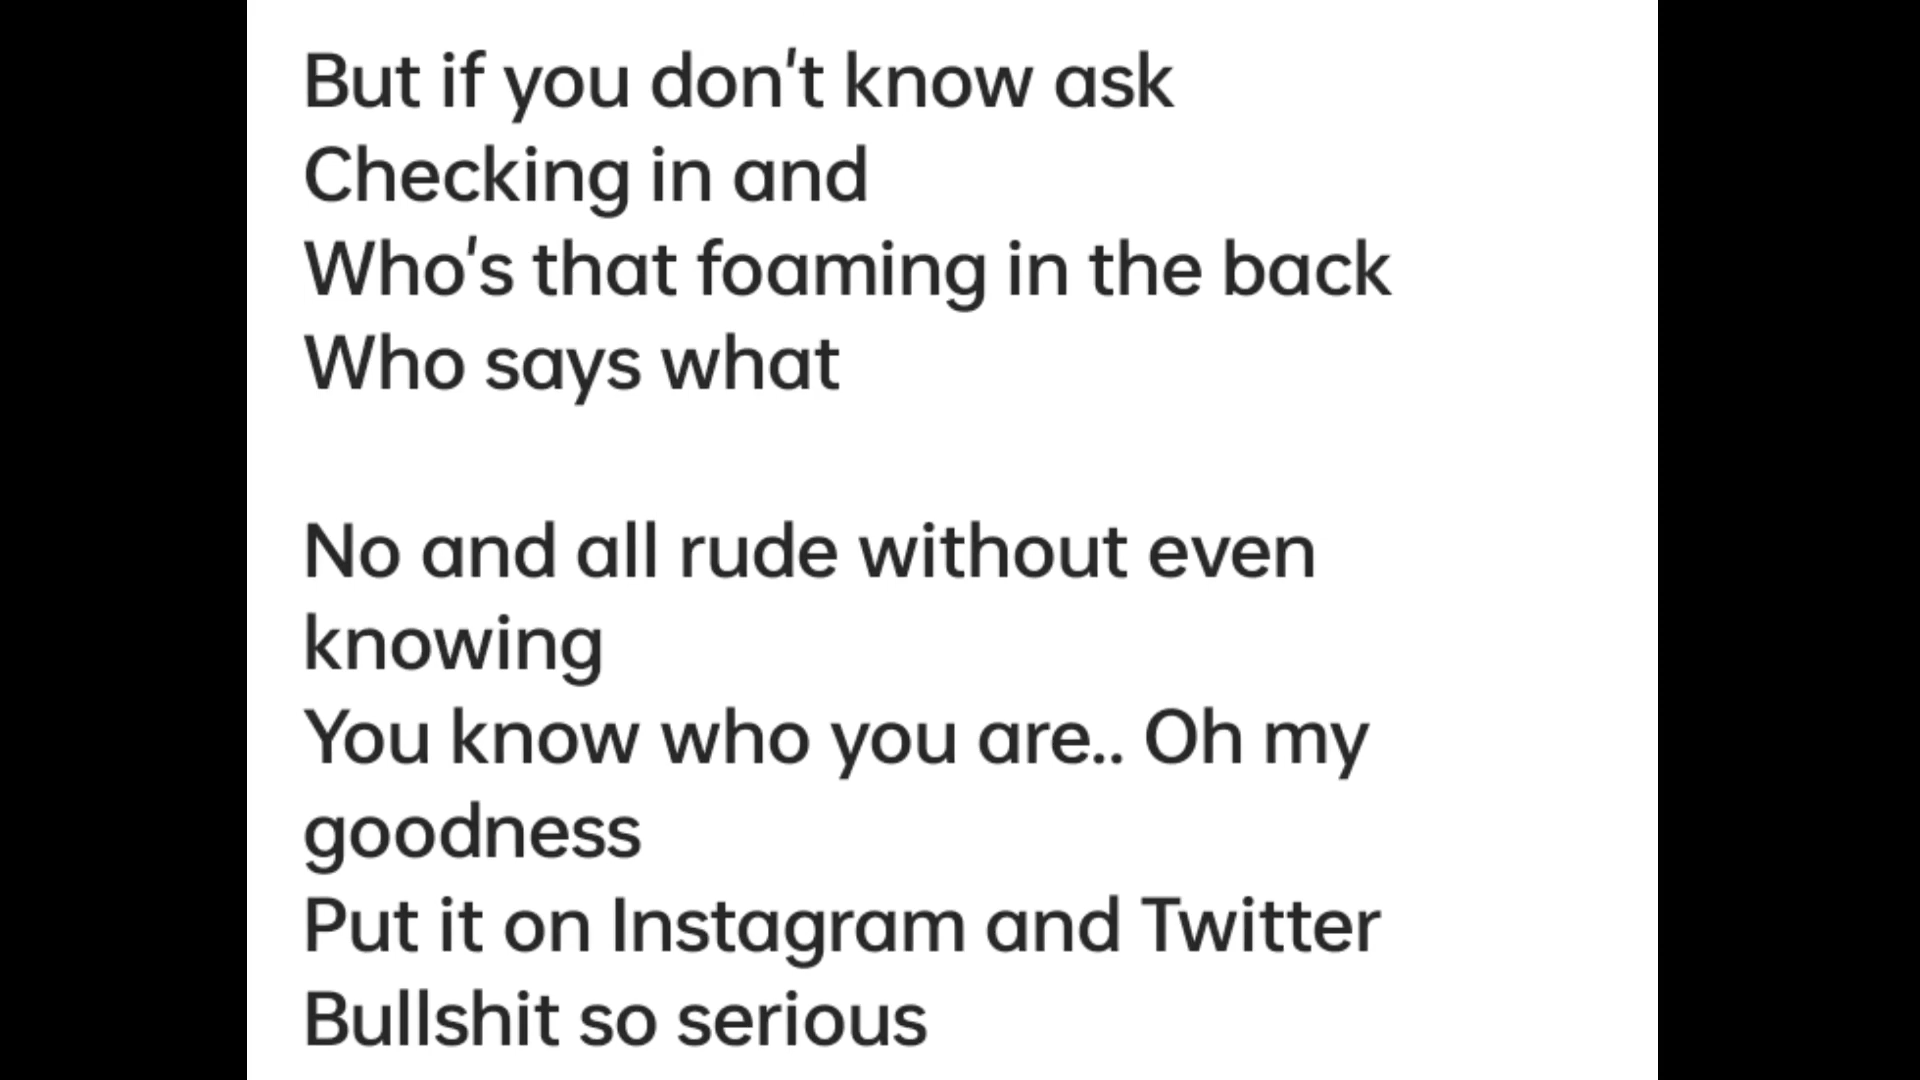 But if you don't know ask
Checking in and
Who's that foaming in the back
Who says what

No and all rude without even
knowing
You know who you are.. Oh my
goodness
Put it on Instagram and Twitter
Bullshit so serious